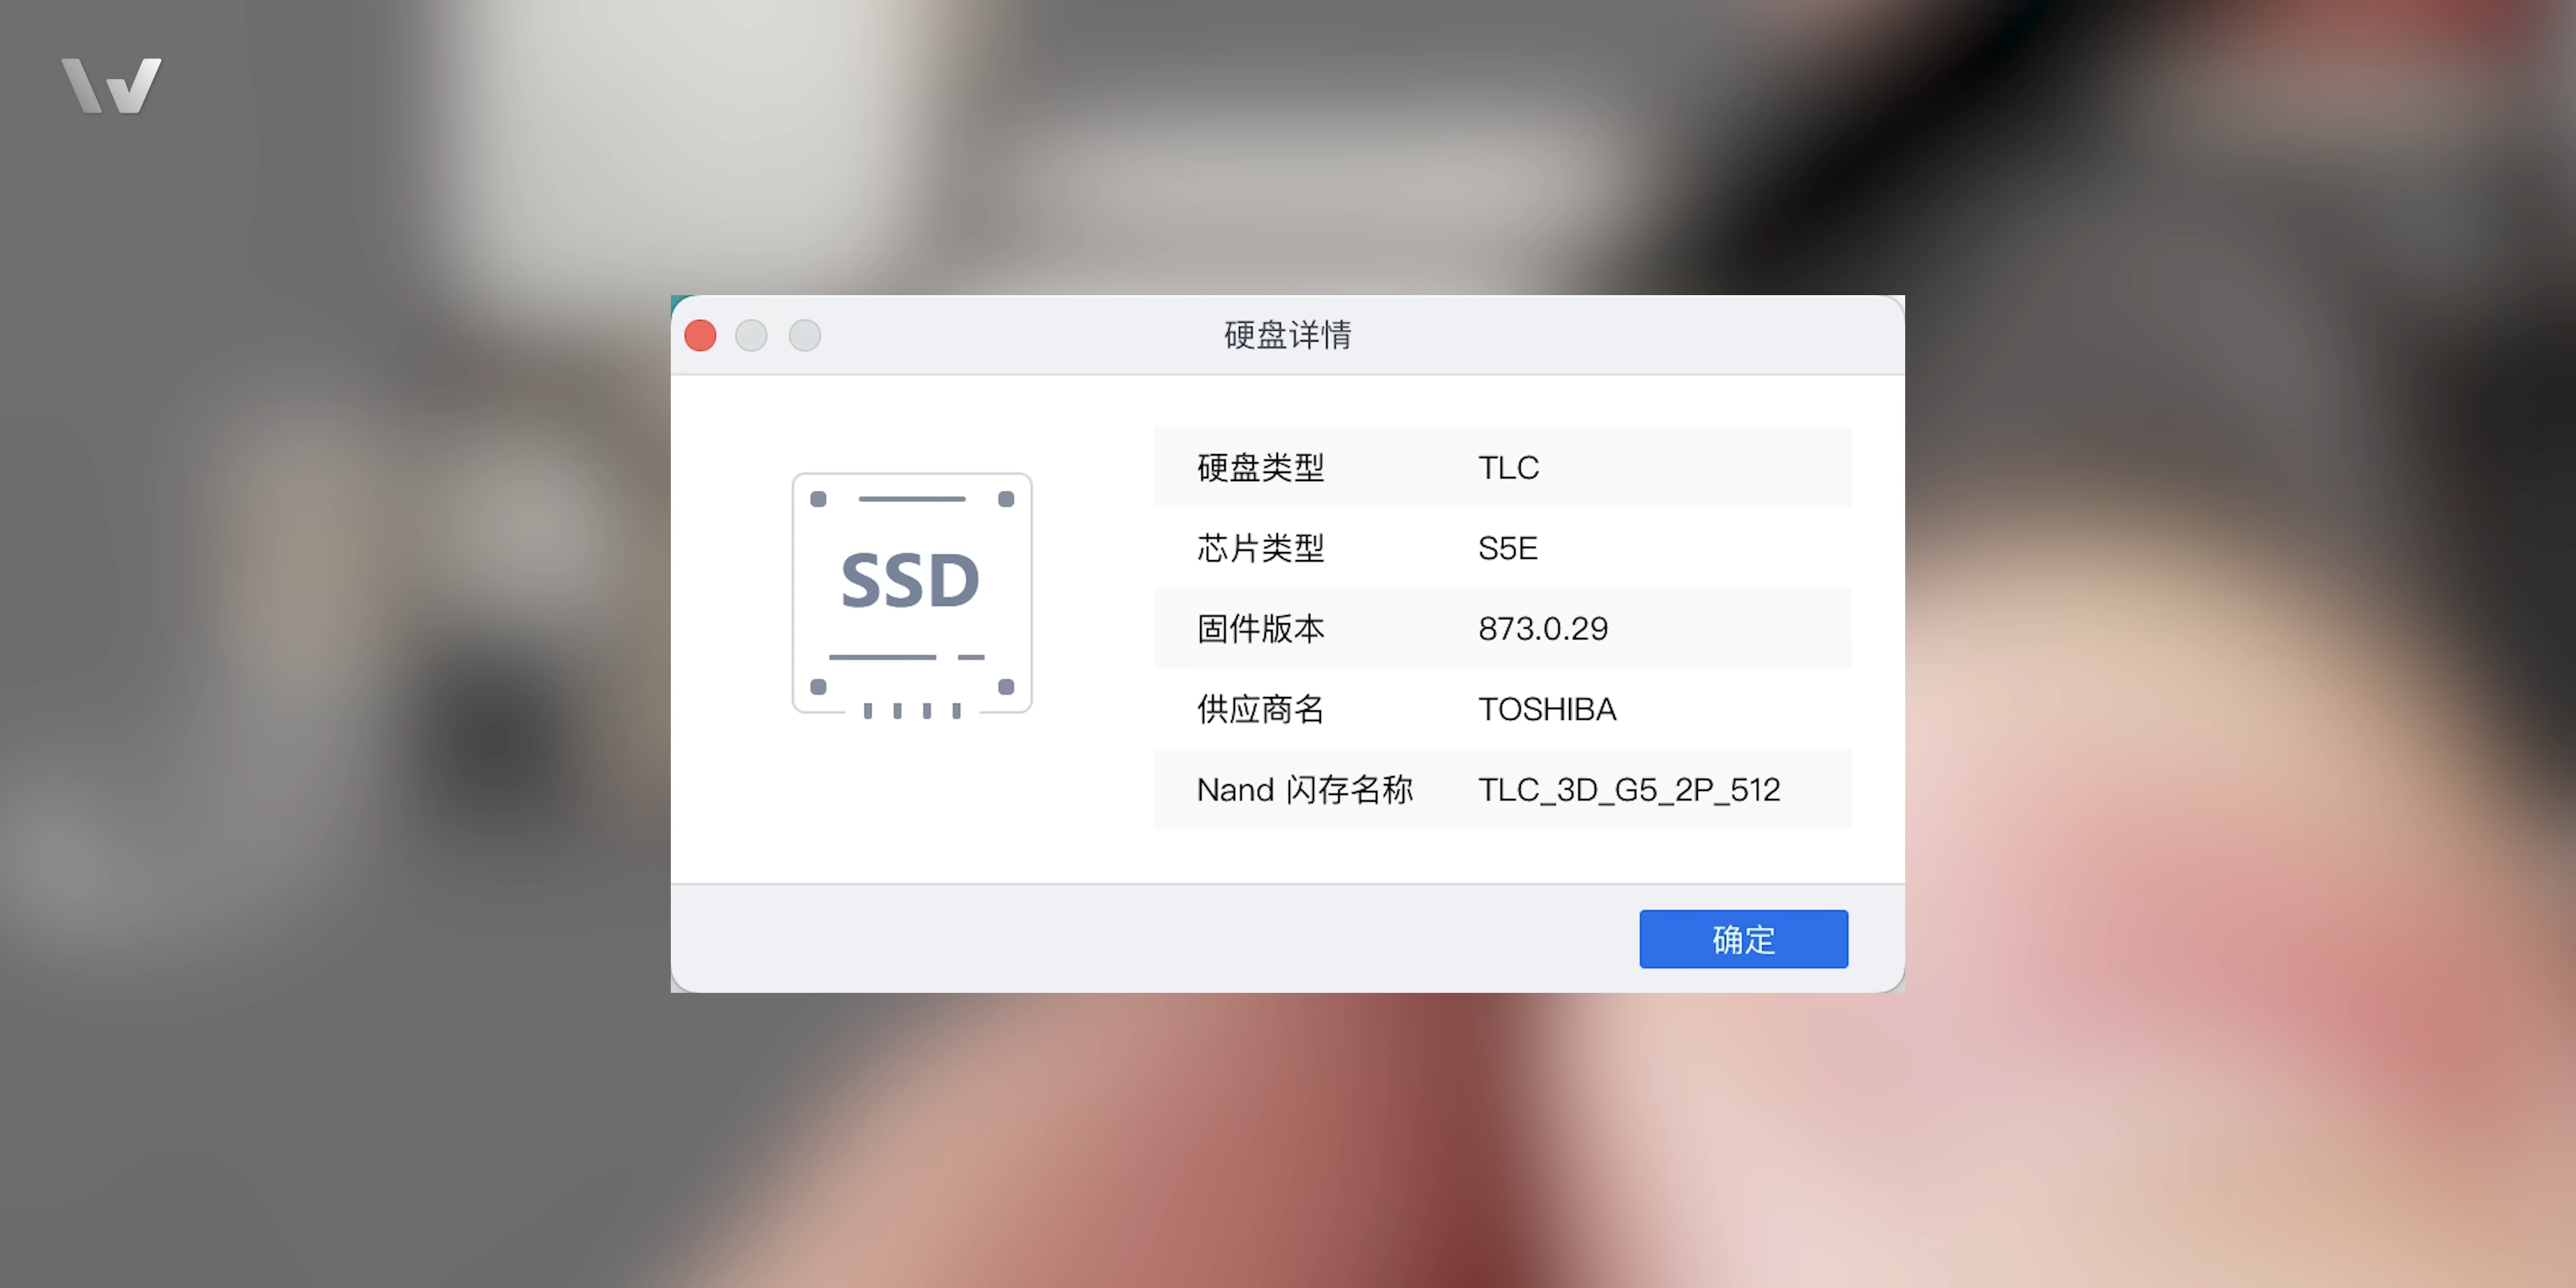 硬盘详情
SSD
硬盘类型 TLC
芯片类型 S5E
固件版本 873.0.29
供应商名 TOSHIBA
Nand 闪存名称 TLC_3D_G5_2P_512
确定